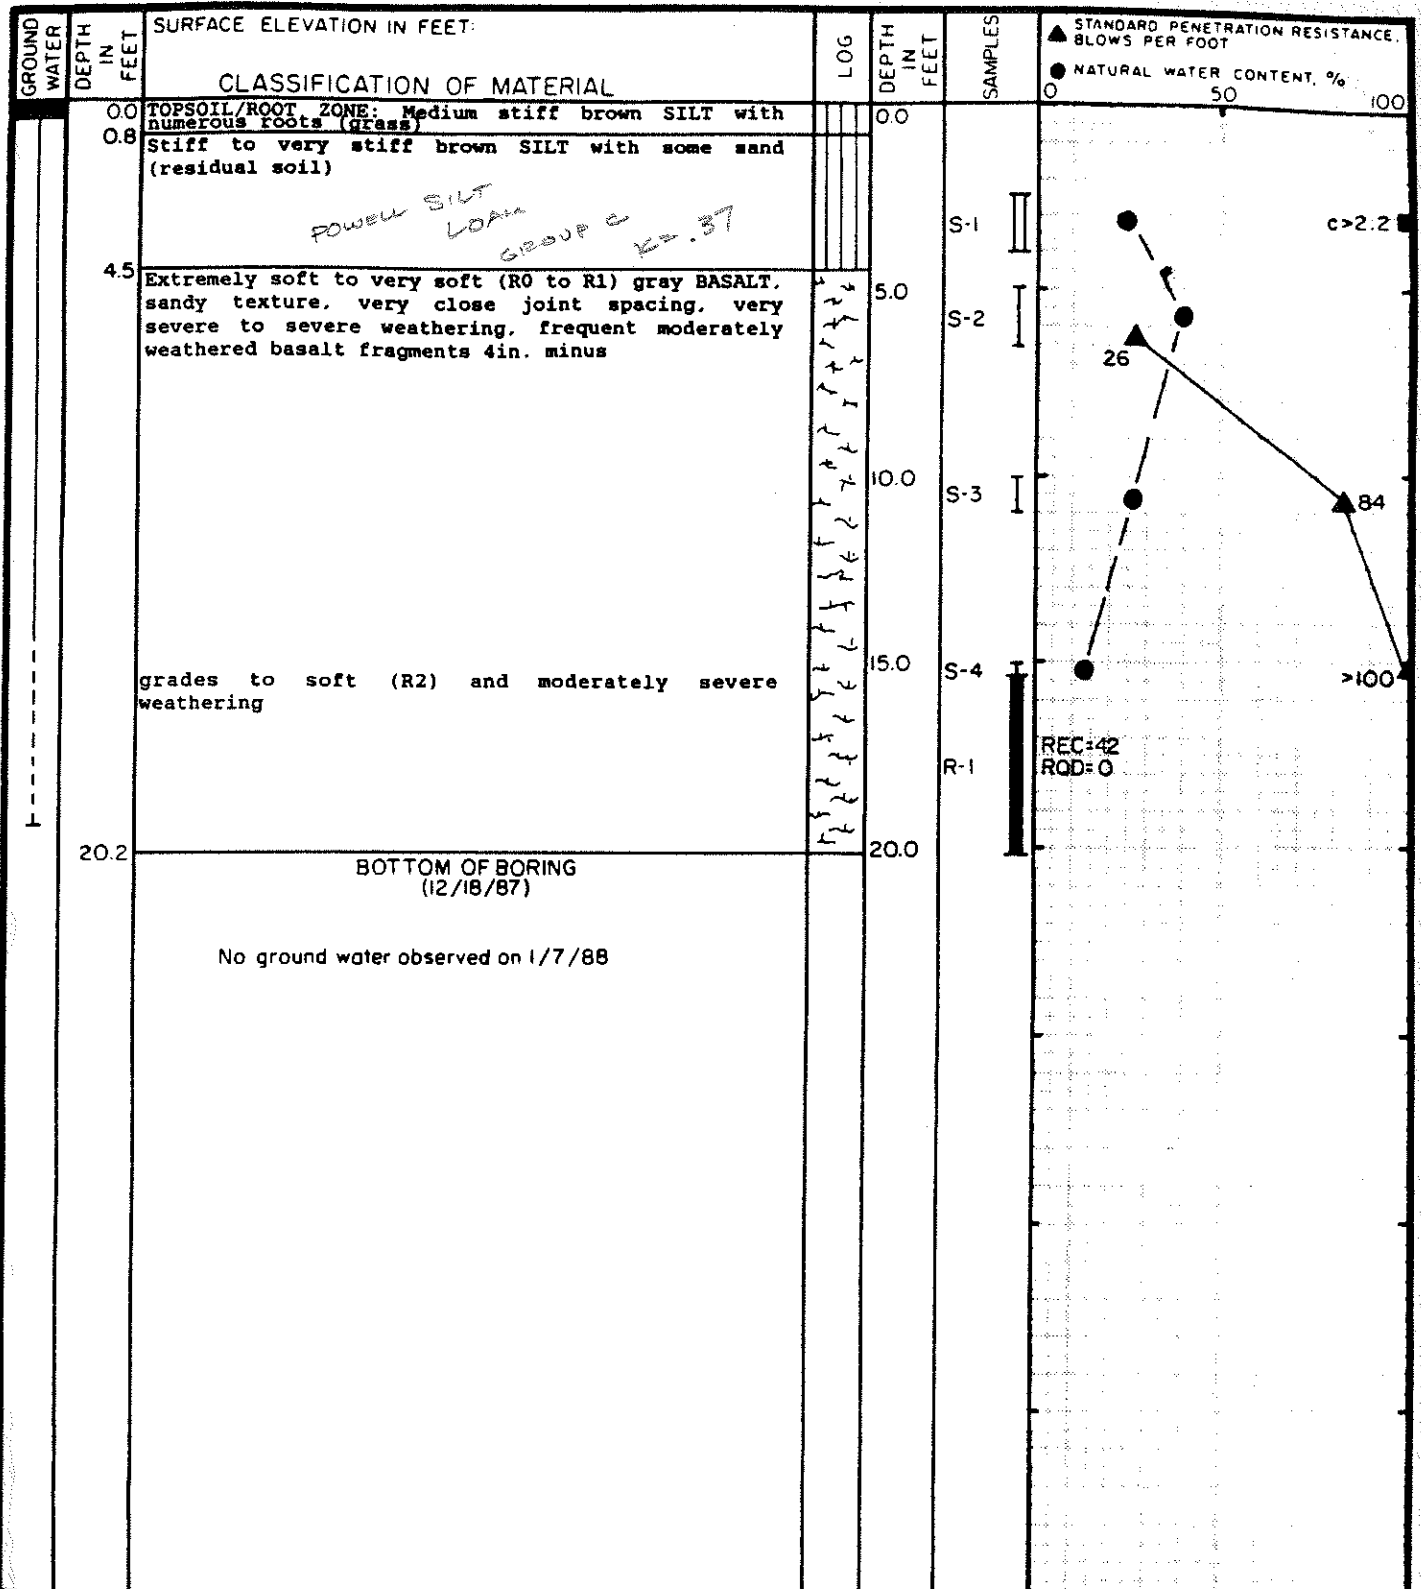 GROUND
WATER
DEPTH
IN
FEET
SURFACE ELEVATION IN FEET:
CLASSIFICATION OF MATERIAL
LOG
DEPTH
IN
FEET
SAMPLES
▲ STANDARD PENETRATION RESISTANCE,
BLOWS PER FOOT
● NATURAL WATER CONTENT, %
0 50 100
0.0 TOPSOIL/ROOT ZONE: Medium stiff brown SILT with
numerous roots (grass)
0.0
0.8
Stiff to very stiff brown SILT with some sand
(residual soil)
POWELL SILT
LOAM
GROUP C
K= .37
S-1
c>2.2
4.5
Extremely soft to very soft (R0 to R1) gray BASALT,
sandy texture, very close joint spacing, very
severe to severe weathering, frequent moderately
weathered basalt fragments 4in. minus
5.0
S-2
26
10.0
S-3
84
15.0
S-4
>100
grades to soft (R2) and moderately severe
weathering
REC=42
RQD=0
R-1
20.2
20.0
BOTTOM OF BORING
(12/18/87)
No ground water observed on 1/7/88